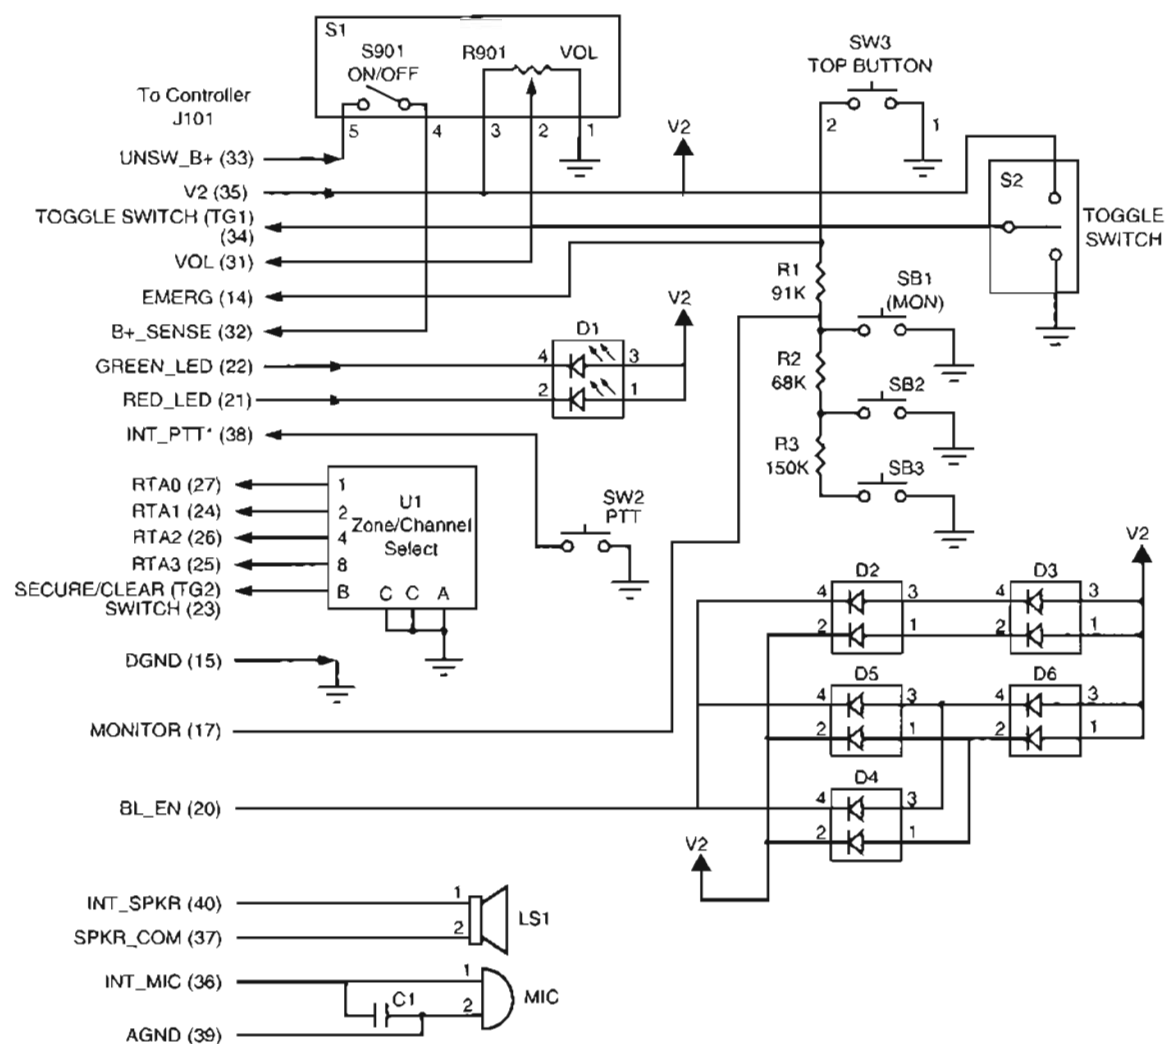 S1
S901
ON/OFF
R901
VOL
5
4
3
2
1
SW3
TOP BUTTON
2
1
To Controller
J101
UNSW_B+ (33)
V2 (35)
TOGGLE SWITCH (TG1)
(34)
VOL (31)
EMERG (14)
B+_SENSE (32)
GREEN_LED (22)
RED_LED (21)
INT_PTT* (38)
V2
S2
TOGGLE
SWITCH
R1
91K
SB1
(MON)
R2
68K
SB2
R3
150K
SB3
V2
D1
4
3
2
1
RTA0 (27)
RTA1 (24)
RTA2 (26)
RTA3 (25)
SECURE/CLEAR (TG2)
SWITCH (23)
1
2
4
8
B
U1
Zone/Channel
Select
C
C
A
SW2
PTT
DGND (15)
MONITOR (17)
BL_EN (20)
V2
D2
4
3
2
1
D3
4
3
2
1
D5
4
3
2
1
D6
4
3
2
1
D4
4
3
2
1
V2
INT_SPKR (40)
SPKR_COM (37)
1
2
LS1
INT_MIC (36)
AGND (39)
C1
1
2
MIC